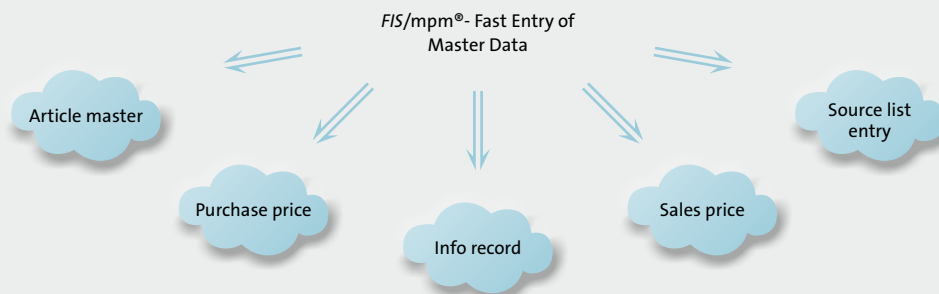 FIS/mpm®- Fast Entry of
Master Data
Article master
Source list
entry
Purchase price
Sales price
Info record